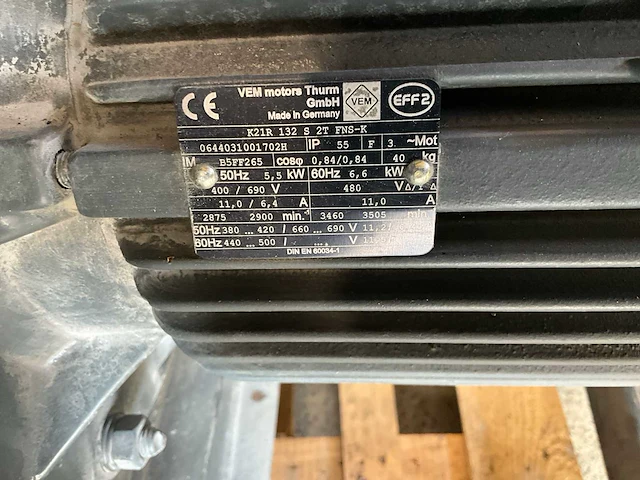 CE VEM motors Thurm
GmbH
Made in Germany
VEM
EFF2
K21R 132 S 2T FNS-K
0644031001702H IP 55 F 3. ~Mot
IM B5FF265 cosφ 0,84/0,84 40 kg
50Hz 5,5 kW 60Hz 6,6 kW
400 / 690 V 480 V
11,0 / 6,4 A 11,0 A
2875 2900 min.-1 3460 3505
50Hz 380 ... 420 / 660 ... 690 V
60Hz 440 ... 500 / ... V
DIN EN 60034-1